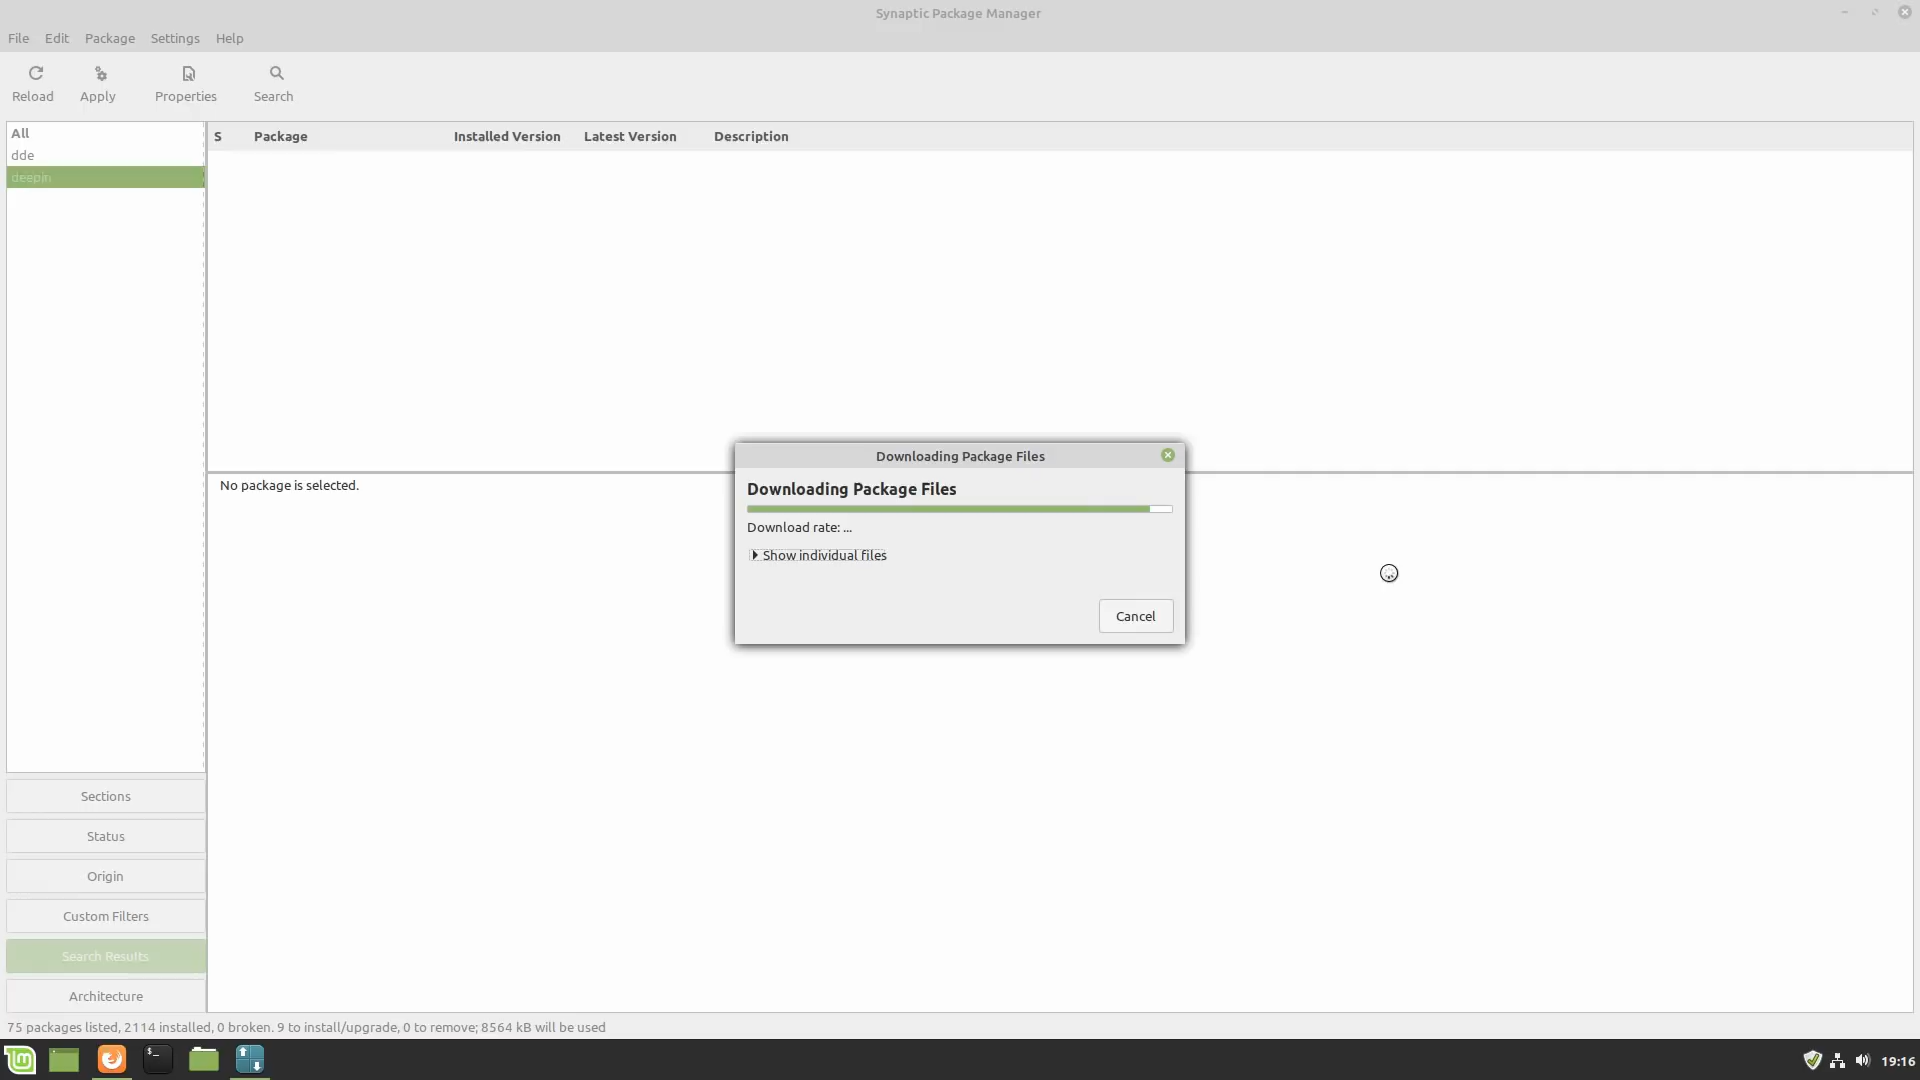 Synaptic Package Manager
File Edit Package Settings Help
Reload Apply Properties Search
All
dde
deepin
S Package Installed Version Latest Version Description
No package is selected.
Downloading Package Files
Downloading Package Files
Download rate: ...
Show individual files
Cancel
Sections
Status
Origin
Custom Filters
Search Results
Architecture
75 packages listed, 2114 installed, 0 broken. 9 to install/upgrade, 0 to remove; 8564 kB will be used
19:16